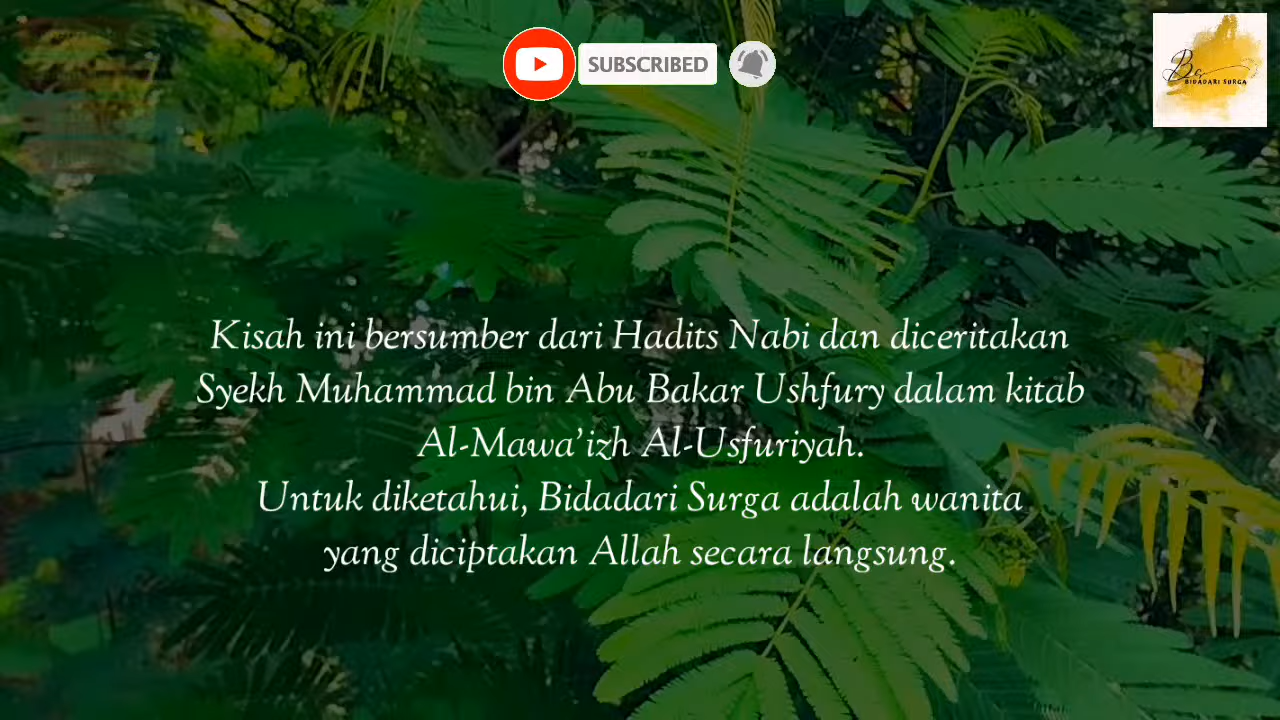 SUBSCRIBED
Bs
BIDADARI SURGA
Kisah ini bersumber dari Hadits Nabi dan diceritakan
Syekh Muhammad bin Abu Bakar Ushfury dalam kitab
Al-Mawa’izh Al-Usfuriyah.
Untuk diketahui, Bidadari Surga adalah wanita
yang diciptakan Allah secara langsung.